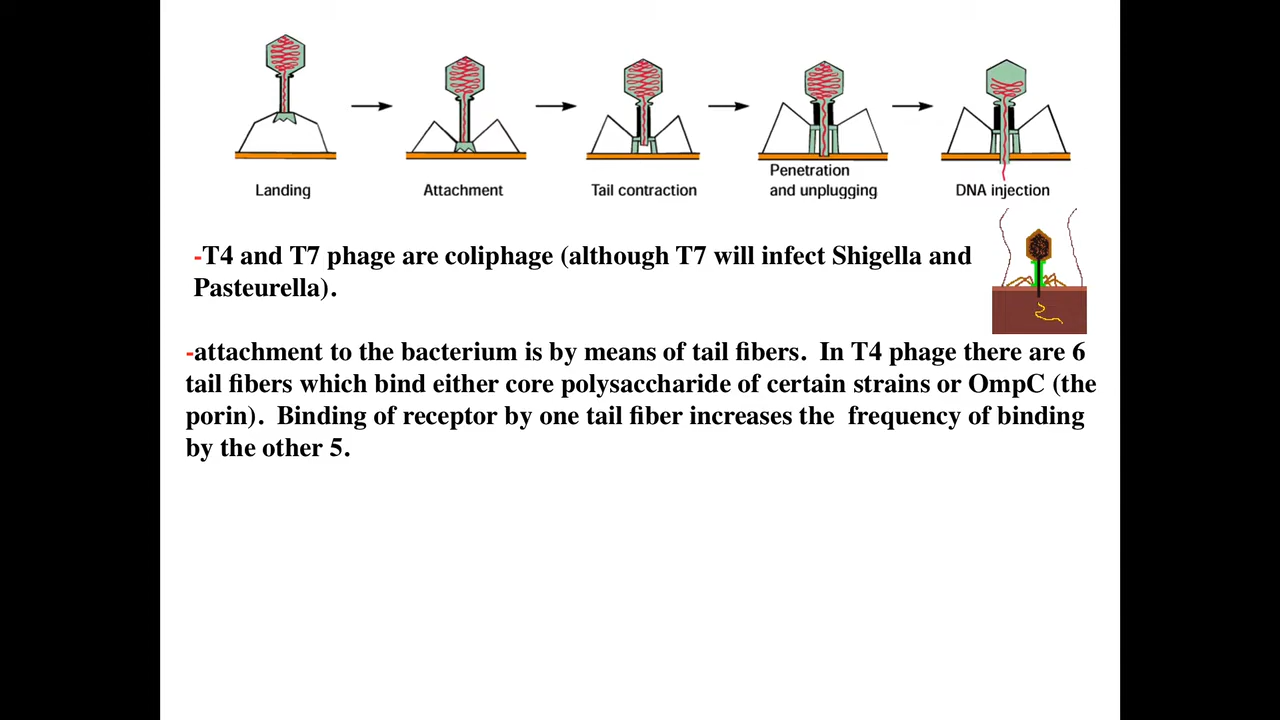 Landing
Attachment
Tail contraction
Penetration
and unplugging
DNA injection
-T4 and T7 phage are coliphage (although T7 will infect Shigella and
Pasteurella).
-attachment to the bacterium is by means of tail fibers.  In T4 phage there are 6
tail fibers which bind either core polysaccharide of certain strains or OmpC (the
porin).  Binding of receptor by one tail fiber increases the  frequency of binding
by the other 5.